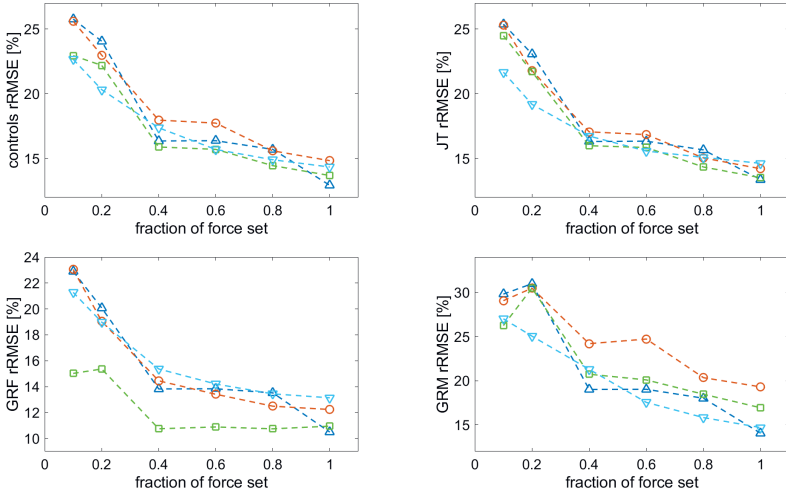 controls rRMSE [%]
25
20
15
0 0.2 0.4 0.6 0.8 1
fraction of force set
JT rRMSE [%]
25
20
15
0 0.2 0.4 0.6 0.8 1
fraction of force set
GRF rRMSE [%]
24
22
20
18
16
14
12
10
0 0.2 0.4 0.6 0.8 1
fraction of force set
GRM rRMSE [%]
30
25
20
15
0 0.2 0.4 0.6 0.8 1
fraction of force set